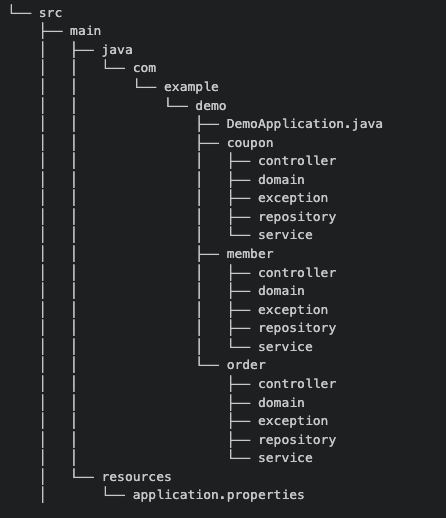 └── src
    ├── main
    │   ├── java
    │   │   └── com
    │   │       └── example
    │   │           └── demo
    │   │               ├── DemoApplication.java
    │   │               ├── coupon
    │   │               │   ├── controller
    │   │               │   ├── domain
    │   │               │   ├── exception
    │   │               │   ├── repository
    │   │               │   └── service
    │   │               ├── member
    │   │               │   ├── controller
    │   │               │   ├── domain
    │   │               │   ├── exception
    │   │               │   ├── repository
    │   │               │   └── service
    │   │               └── order
    │   │                   ├── controller
    │   │                   ├── domain
    │   │                   ├── exception
    │   │                   ├── repository
    │   │                   └── service
    │   └── resources
    │       └── application.properties